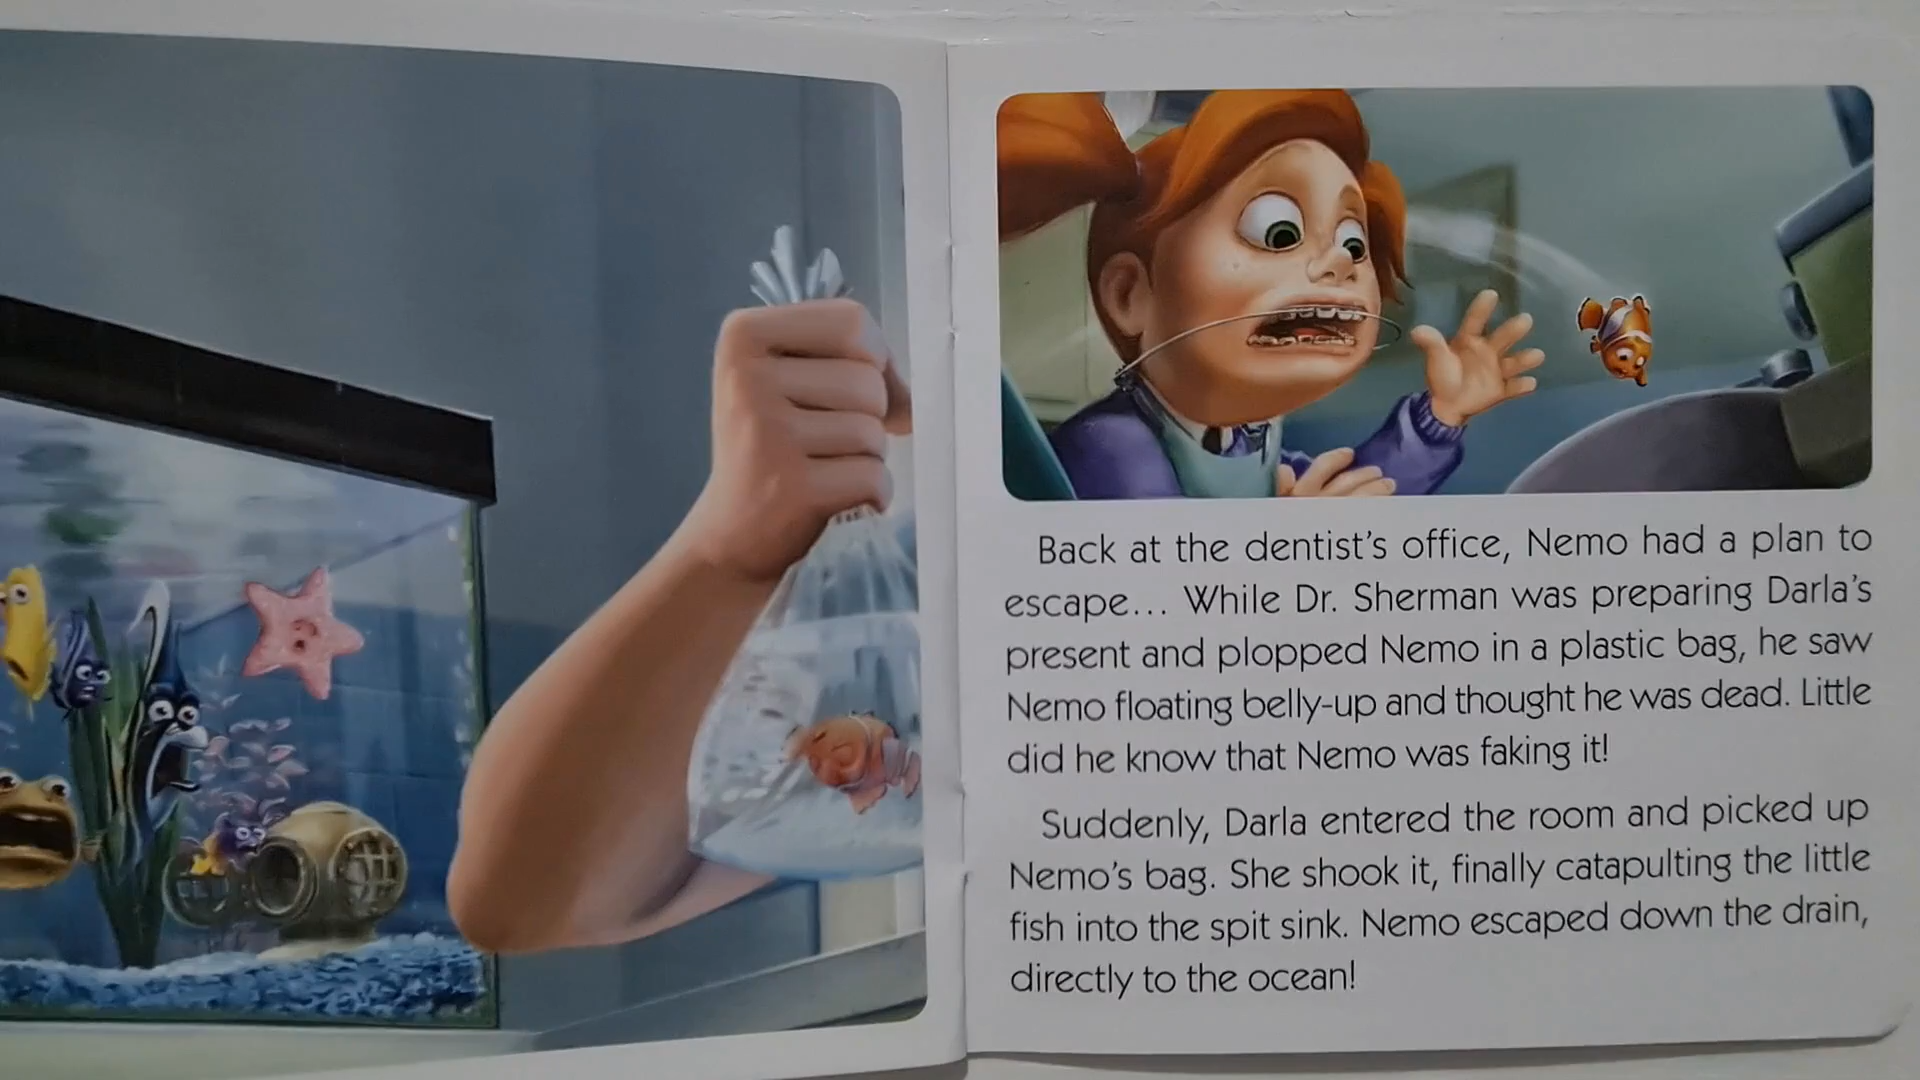 Back at the dentist's office, Nemo had a plan to
escape... While Dr. Sherman was preparing Darla's
present and plopped Nemo in a plastic bag, he saw
Nemo floating belly-up and thought he was dead. Little
did he know that Nemo was faking it!
Suddenly, Darla entered the room and picked up
Nemo's bag. She shook it, finally catapulting the little
fish into the spit sink. Nemo escaped down the drain,
directly to the ocean!